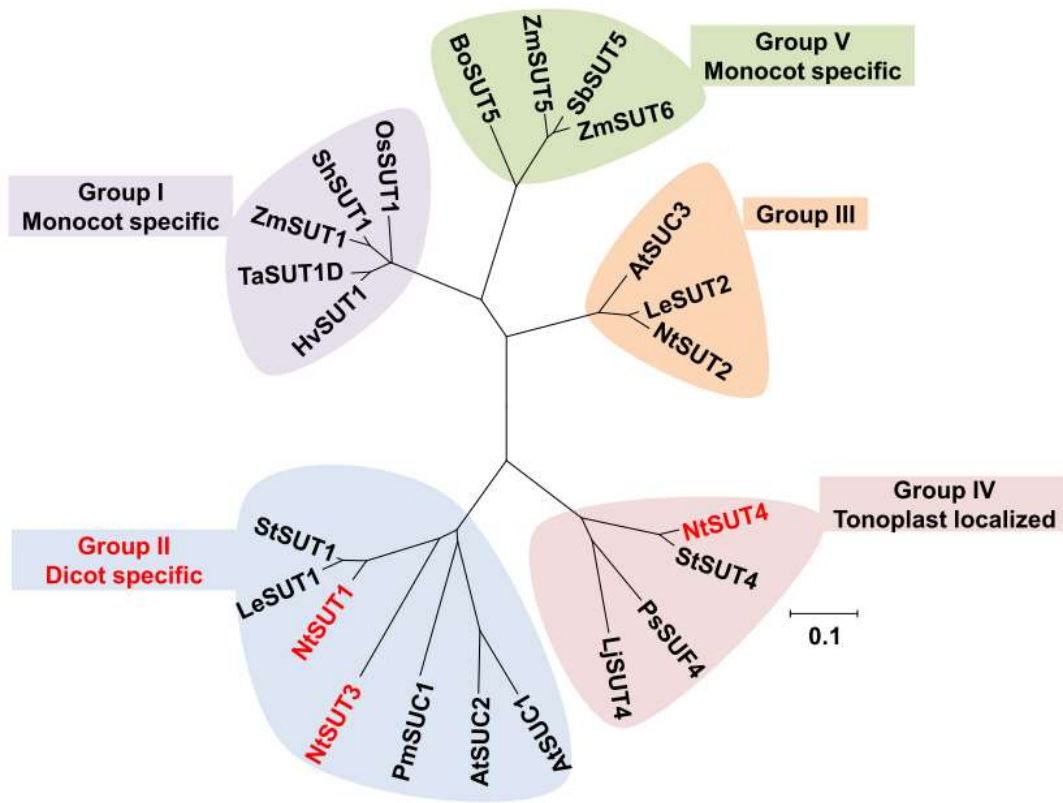 Group V
Monocot specific
BoSUT5
ZmSUT5
SbSUT5
ZmSUT6
Group I
Monocot specific
OsSUT1
ShSUT1
ZmSUT1
TaSUT1D
HvSUT1
Group III
AtSUC3
LeSUT2
NtSUT2
Group IV
Tonoplast localized
NtSUT4
StSUT4
PsSUF4
LjSUT4
0.1
Group II
Dicot specific
StSUT1
LeSUT1
NtSUT1
NtSUT3
PmSUC1
AtSUC2
AtSUC1